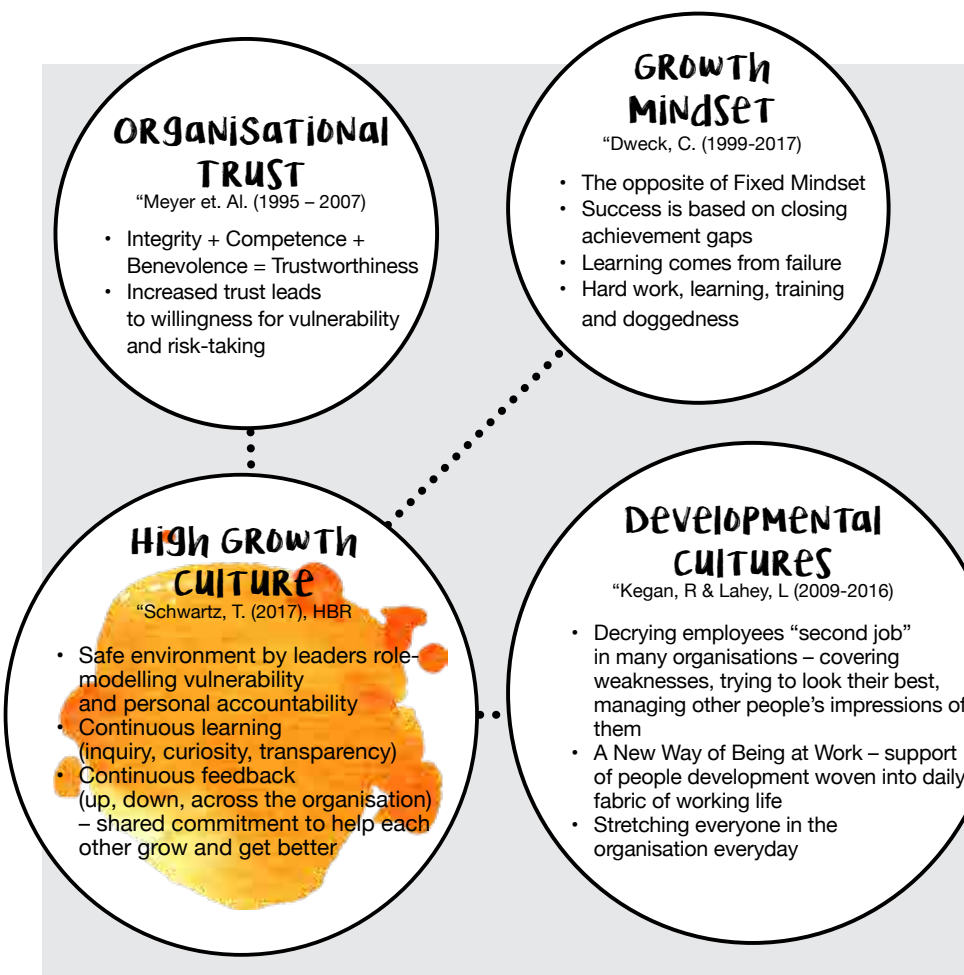 ORGANISATIONAL
TRUST
“Meyer et. Al. (1995 – 2007)
• Integrity + Competence +
Benevolence = Trustworthiness
• Increased trust leads
to willingness for vulnerability
and risk-taking
GROWTH
MINDSET
“Dweck, C. (1999-2017)
• The opposite of Fixed Mindset
• Success is based on closing
achievement gaps
• Learning comes from failure
• Hard work, learning, training
and doggedness
HIGH GROWTH
CULTURE
“Schwartz, T. (2017), HBR
• Safe environment by leaders role-
modelling vulnerability
and personal accountability
• Continuous learning
(inquiry, curiosity, transparency)
• Continuous feedback
(up, down, across the organisation)
– shared commitment to help each
other grow and get better
DEVELOPMENTAL
CULTURES
“Kegan, R & Lahey, L (2009-2016)
• Decrying employees “second job”
in many organisations – covering
weaknesses, trying to look their best,
managing other people’s impressions of
them
• A New Way of Being at Work – support
of people development woven into daily
fabric of working life
• Stretching everyone in the
organisation everyday